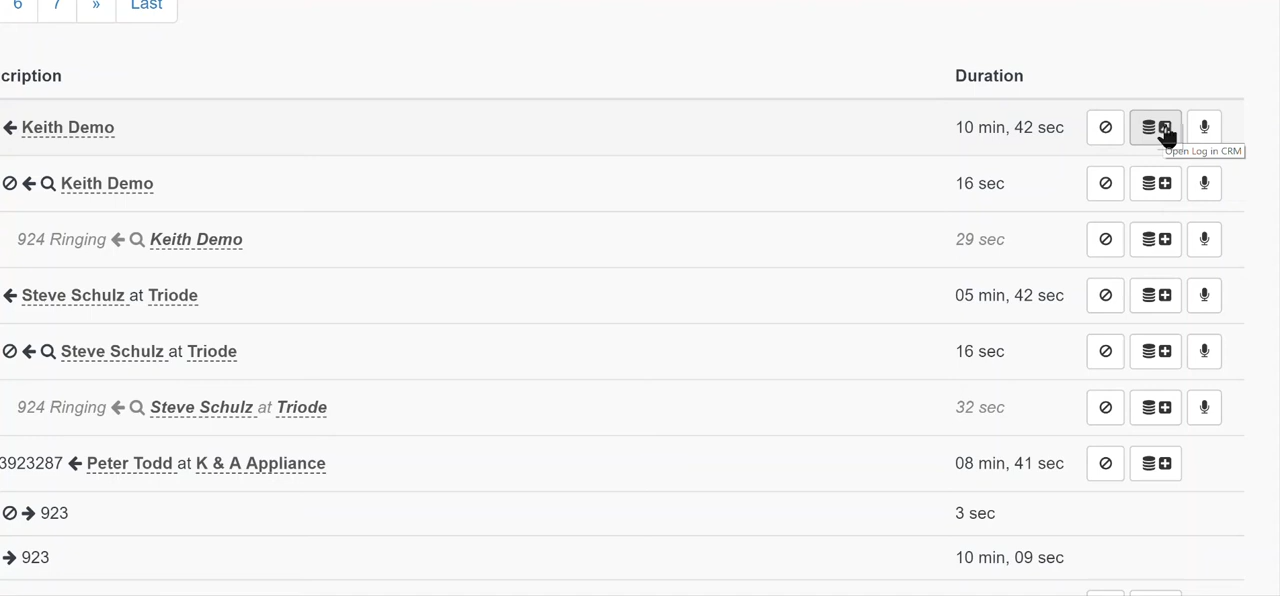 6 7 » Last
cription Duration
Keith Demo 10 min, 42 sec
Open Log in CRM
Keith Demo 16 sec
924 Ringing Keith Demo 29 sec
Steve Schulz at Triode 05 min, 42 sec
Steve Schulz at Triode 16 sec
924 Ringing Steve Schulz at Triode 32 sec
3923287 Peter Todd at K & A Appliance 08 min, 41 sec
923 3 sec
923 10 min, 09 sec